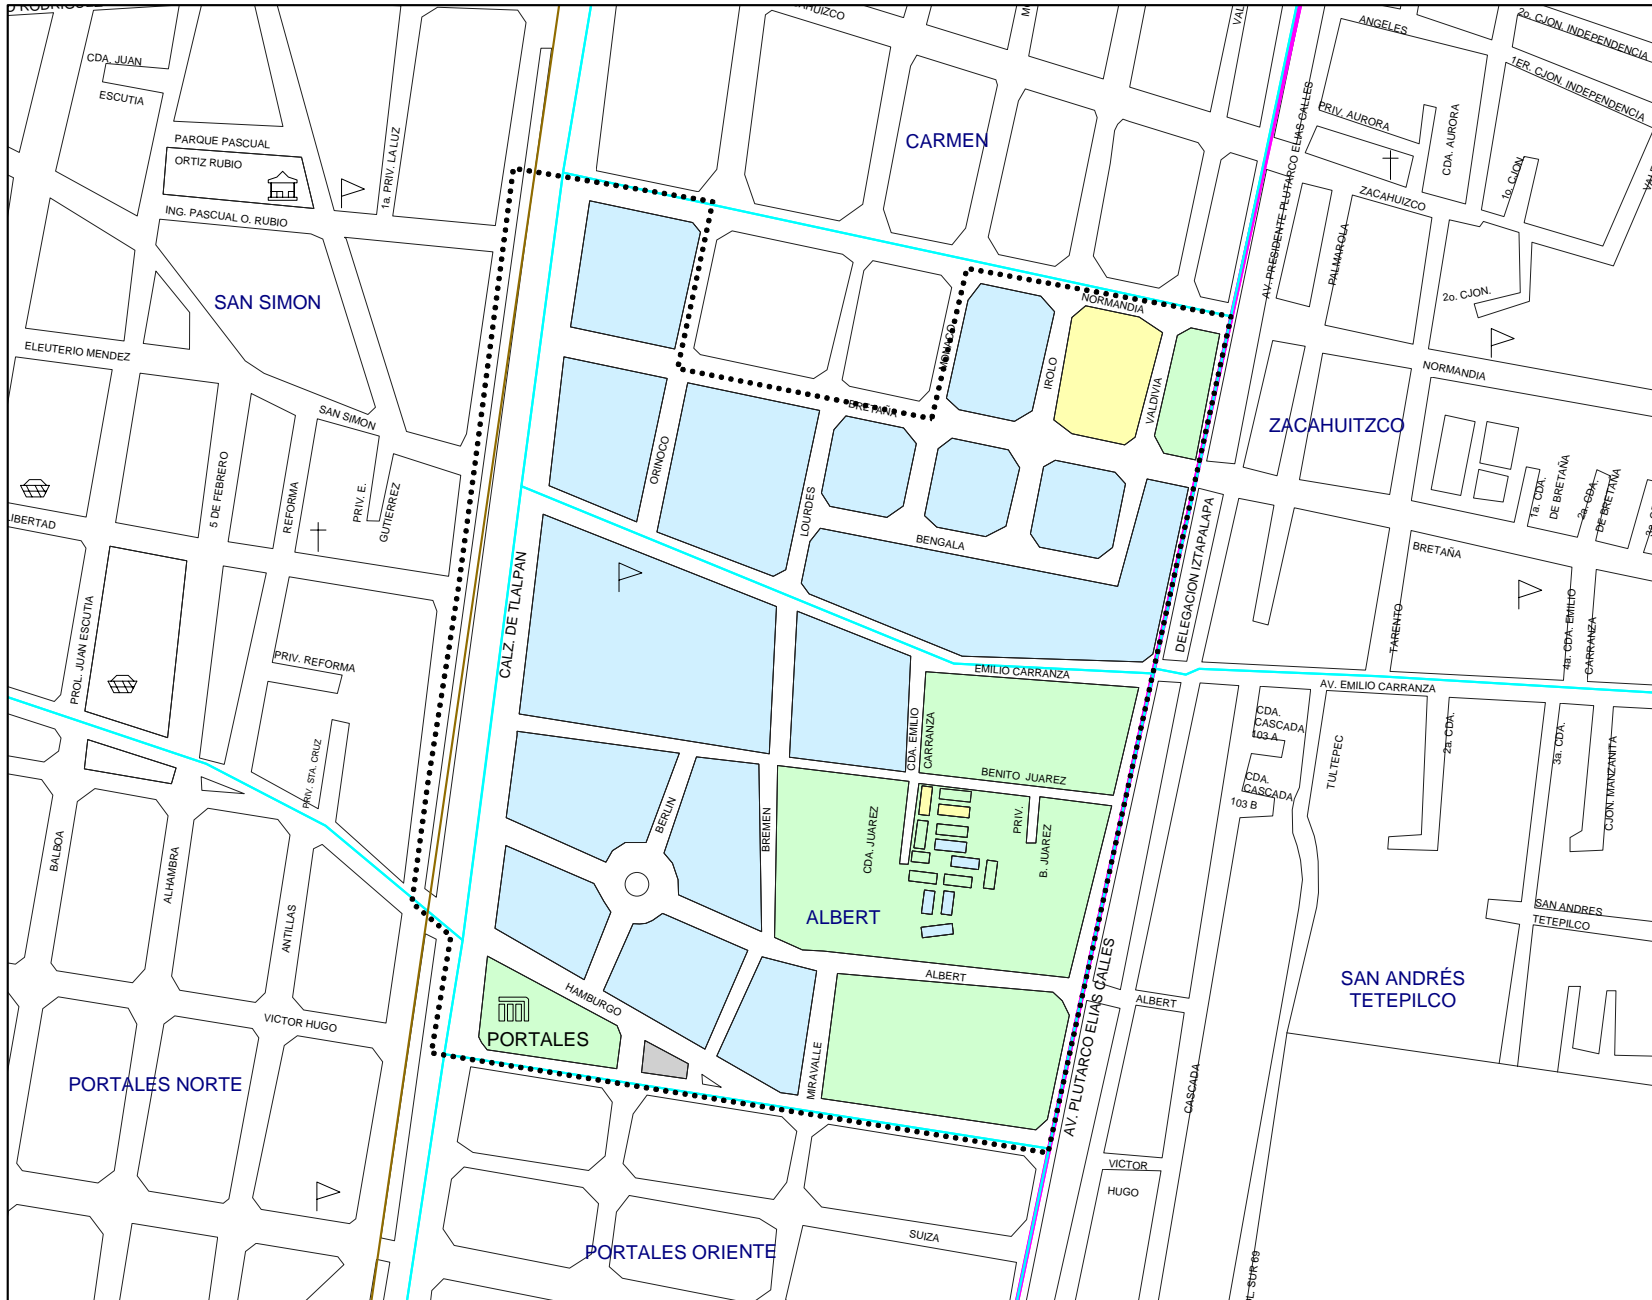 CDA. JUAN
ESCUTIA
PARQUE PASCUAL
ORTIZ RUBIO
ING. PASCUAL O. RUBIO
1a. PRIV. LA LUZ
SAN SIMON
ELEUTERIO MENDEZ
SAN SIMON
5 DE FEBRERO
REFORMA
PRIV. E.
GUTIERREZ
PROL. JUAN ESCUTIA
PRIV. REFORMA
PRIV. STA. CRUZ
BALBOA
ALHAMBRA
ANTILLAS
VICTOR HUGO
PORTALES NORTE
CARMEN
NORMANDIA
MONACO
IROLO
VALDIVIA
BRETAÑA
ORINOCO
LOURDES
BENGALA
CALZ. DE TLALPAN
EMILIO CARRANZA
CDA. EMILIO
CARRANZA
BENITO JUAREZ
CDA. JUAREZ
PRIV.
B. JUAREZ
BERLIN
BREMEN
ALBERT
ALBERT
HAMBURGO
PORTALES
MIRAVALLE
PORTALES ORIENTE
SUIZA
AV. PLUTARCO ELIAS CALLES
DELEGACION IZTAPALAPA
AV. PRESIDENTE PLUTARCO ELIAS CALLES
ANGELES
2o. CJON. INDEPENDENCIA
1ER. CJON. INDEPENDENCIA
PRIV. AURORA
CDA. AURORA
1o. CJON
ZACAHUIZCO
PALMAROLA
2o. CJON.
NORMANDIA
ZACAHUITZCO
1a. CDA.
DE BRETAÑA
2a. CDA.
DE BRETAÑA
BRETAÑA
TARENTO
4a. CDA. EMILIO
CARRANZA
AV. EMILIO CARRANZA
CDA.
CASCADA
103 A
CDA.
CASCADA
103 B
TULTEPEC
2a. CDA.
3a. CDA.
CJON. MANZANITA
SAN ANDRES
TETEPILCO
SAN ANDRÉS
TETEPILCO
ALBERT
CASCADA
VICTOR
HUGO